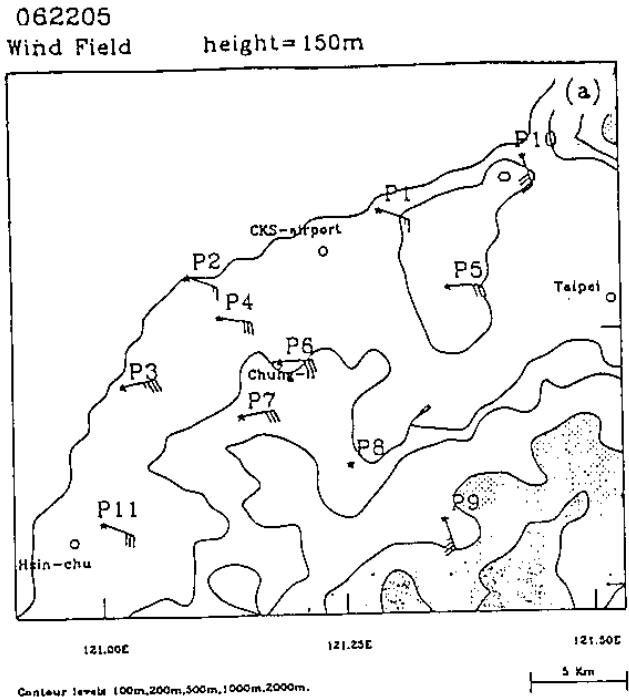 062205
Wind Field height=150m
(a)
P10
P1
CKS-airport
P2
P5
Taipei
P4
P6
P3
Chung-li
P7
P8
P9
P11
Hsin-chu
121.00E 121.25E 121.50E
5 Km
Contour levels 100m,200m,500m,1000m,2000m.